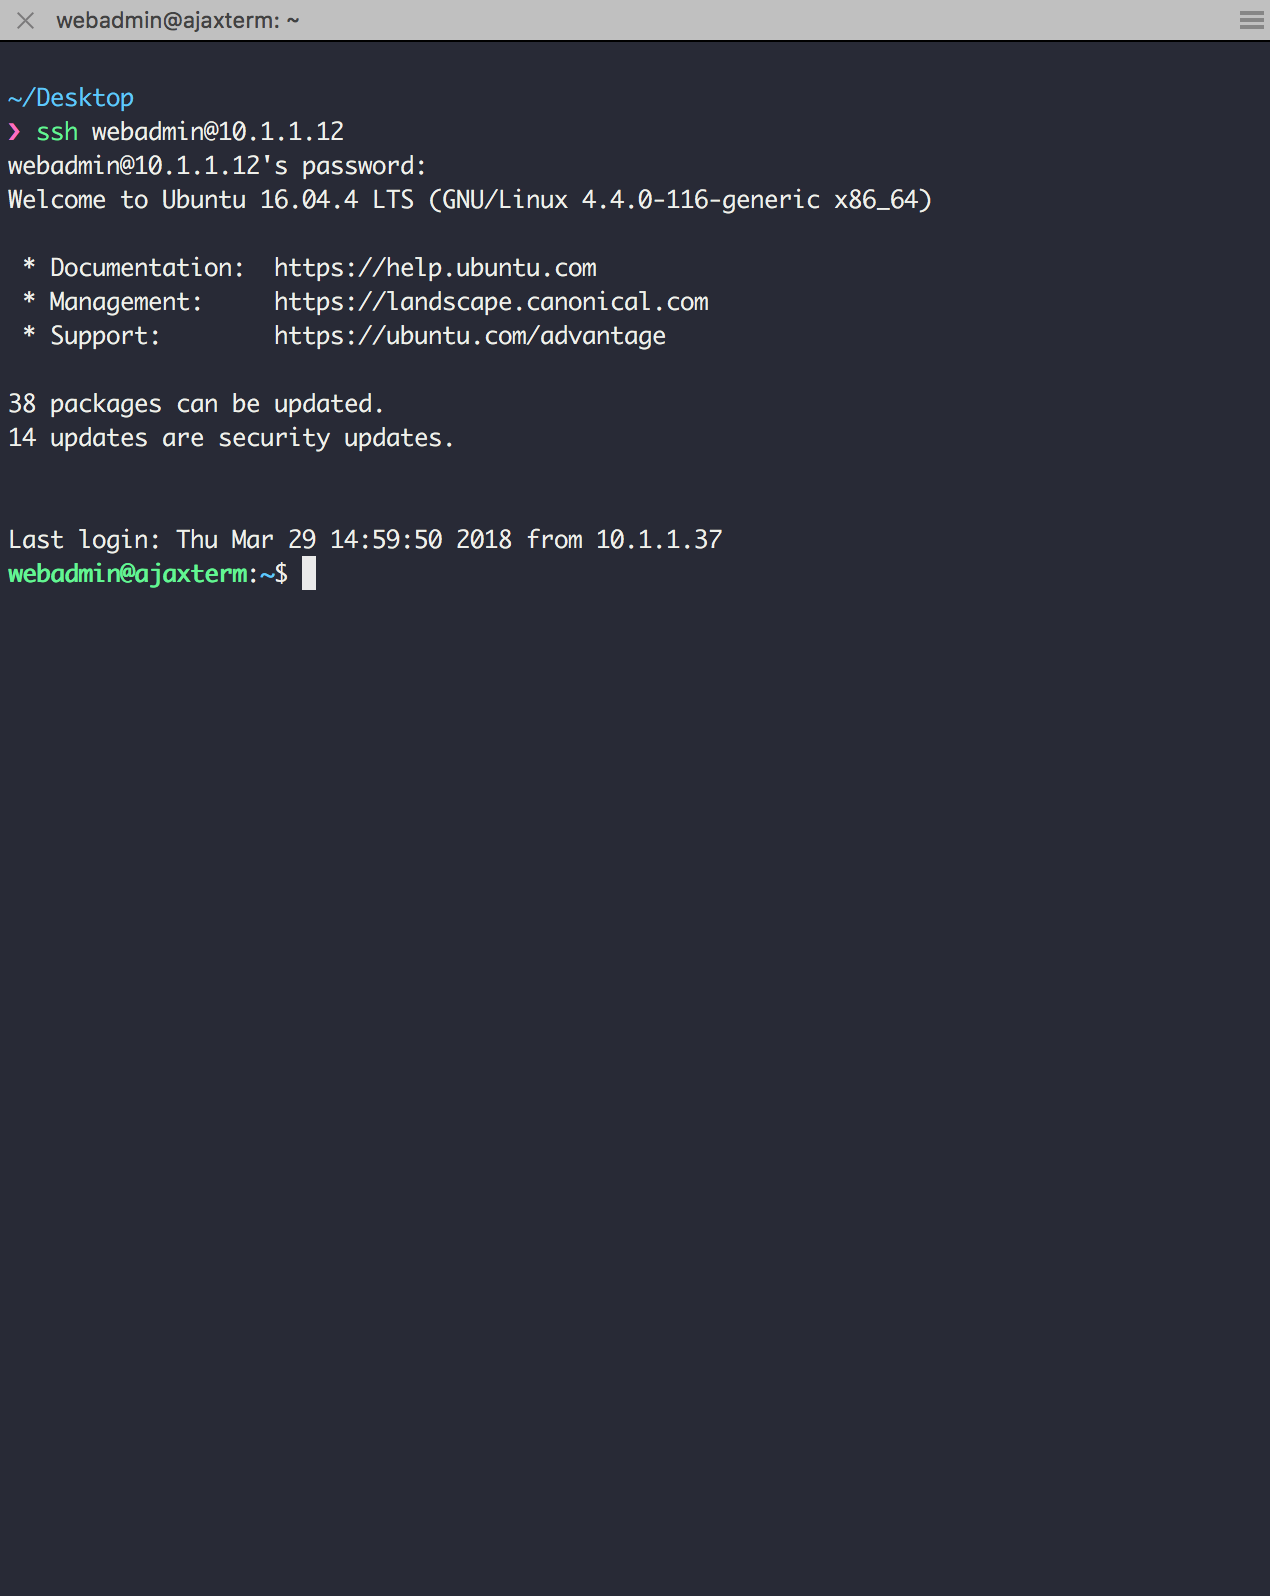 webadmin@ajaxterm: ~
~/Desktop
❯ ssh webadmin@10.1.1.12
webadmin@10.1.1.12's password:
Welcome to Ubuntu 16.04.4 LTS (GNU/Linux 4.4.0-116-generic x86_64)
* Documentation:  https://help.ubuntu.com
* Management:     https://landscape.canonical.com
* Support:        https://ubuntu.com/advantage
38 packages can be updated.
14 updates are security updates.
Last login: Thu Mar 29 14:59:50 2018 from 10.1.1.37
webadmin@ajaxterm:~$